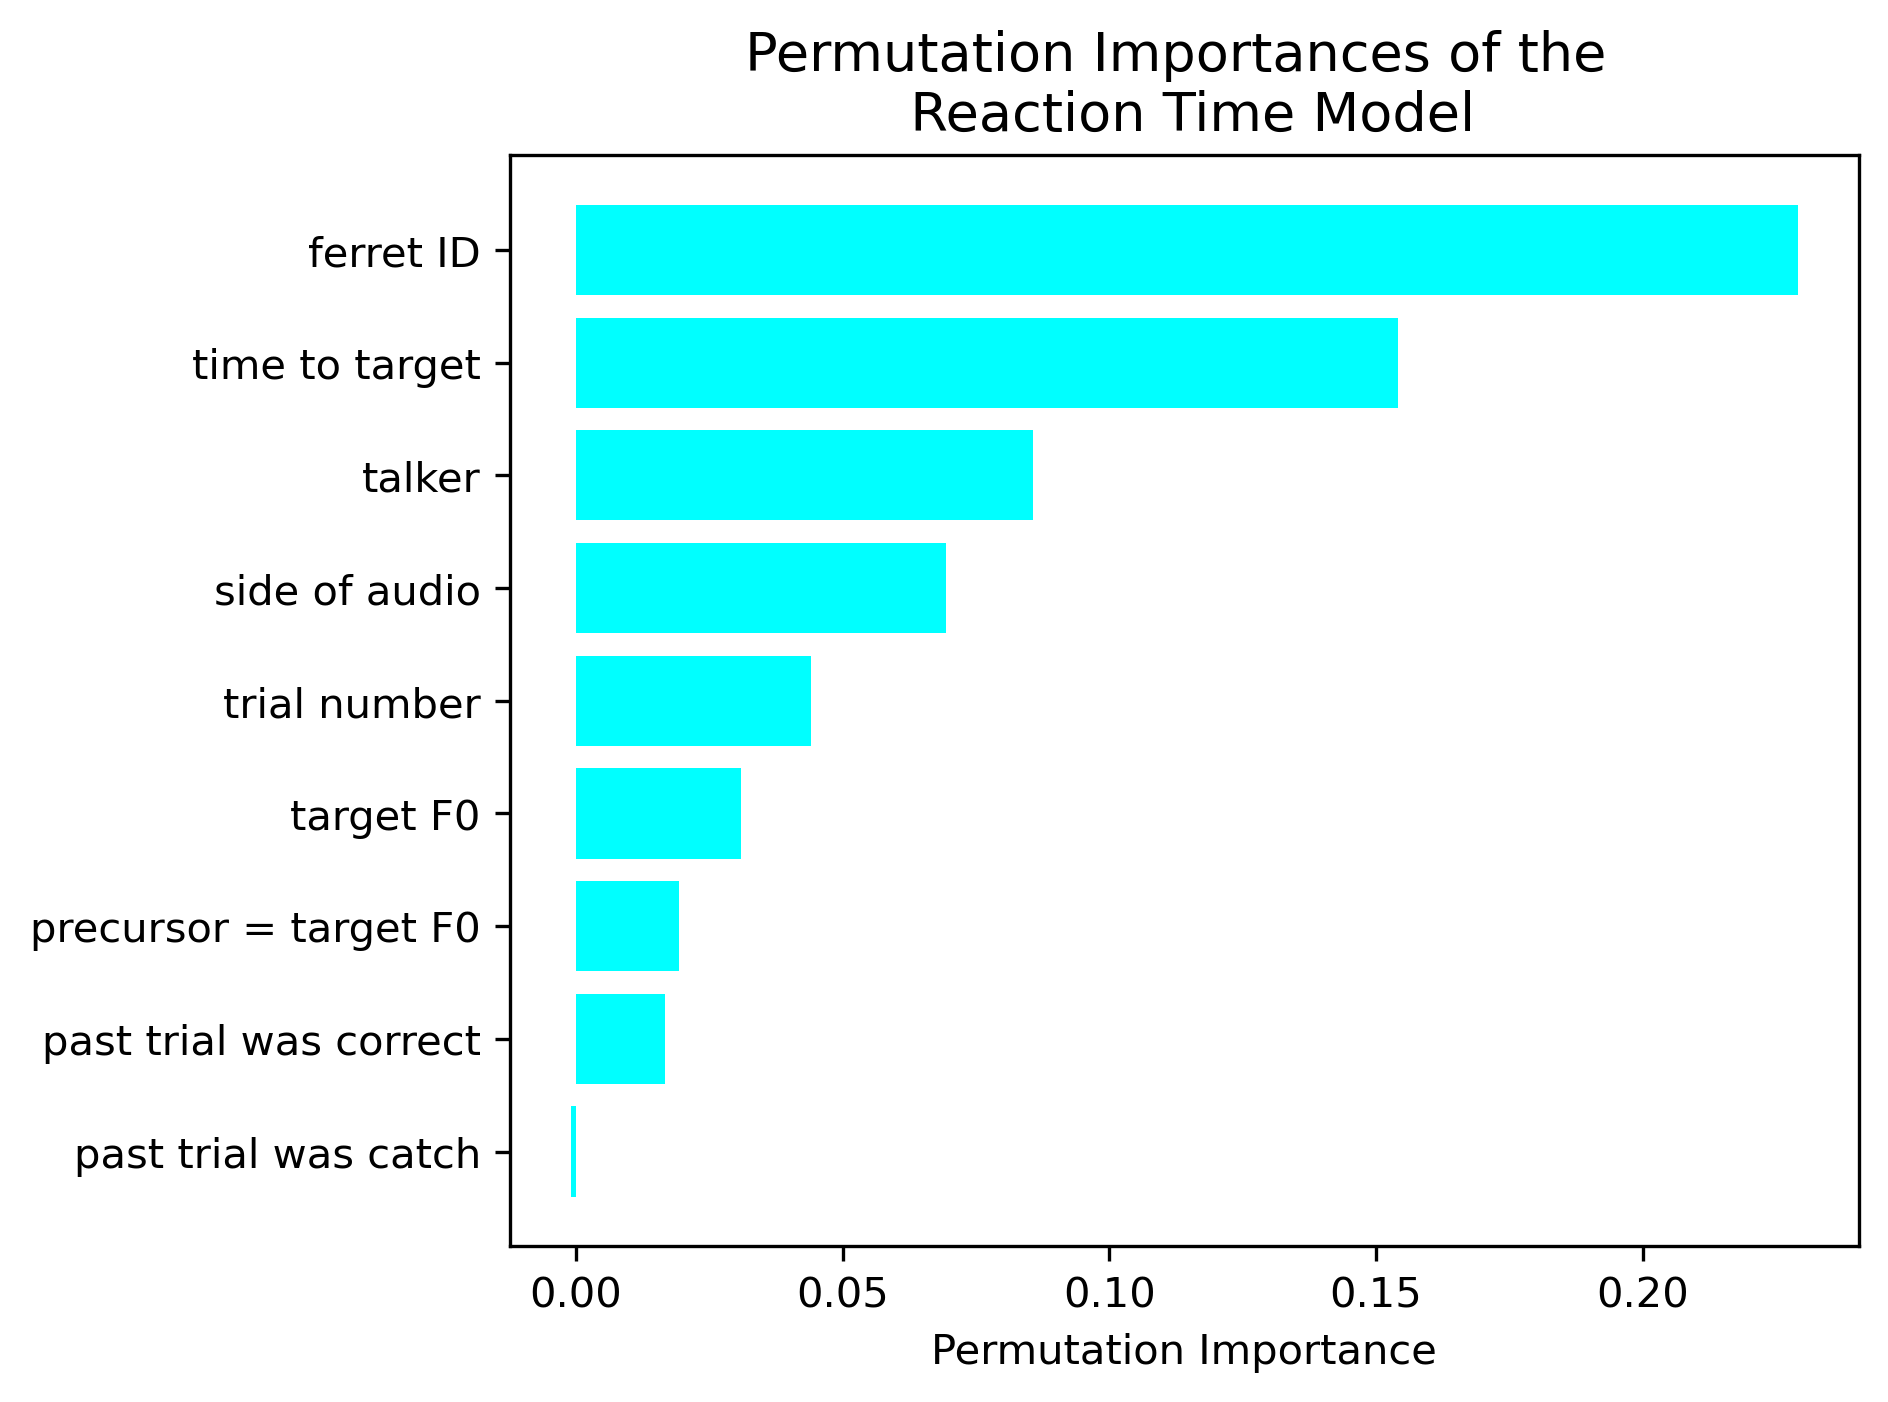 Permutation Importances of the
Reaction Time Model
ferret ID
time to target
talker
side of audio
trial number
target F0
precursor = target F0
past trial was correct
past trial was catch
0.00 0.05 0.10 0.15 0.20
Permutation Importance